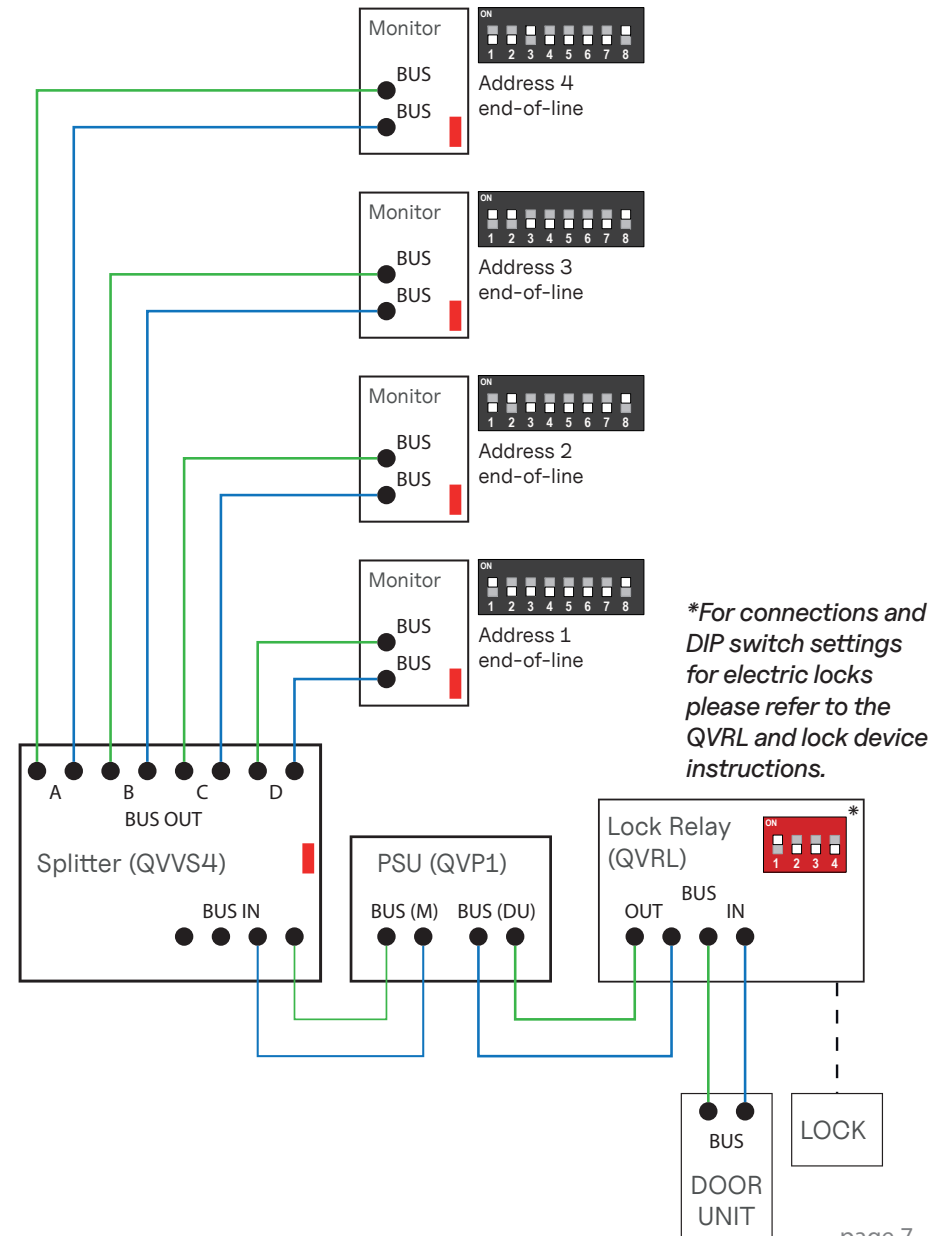 Monitor
BUS
BUS
ON
1 2 3 4 5 6 7 8
Address 4
end-of-line
Monitor
BUS
BUS
ON
1 2 3 4 5 6 7 8
Address 3
end-of-line
Monitor
BUS
BUS
ON
1 2 3 4 5 6 7 8
Address 2
end-of-line
Monitor
BUS
BUS
ON
1 2 3 4 5 6 7 8
Address 1
end-of-line
*For connections and
DIP switch settings
for electric locks
please refer to the
QVRL and lock device
instructions.
A B C D
BUS OUT
Splitter (QVVS4)
BUS IN
PSU (QVP1)
BUS (M) BUS (DU)
Lock Relay
(QVRL)
ON
1 2 3 4
*
BUS
OUT IN
BUS
DOOR
UNIT
LOCK
page 7